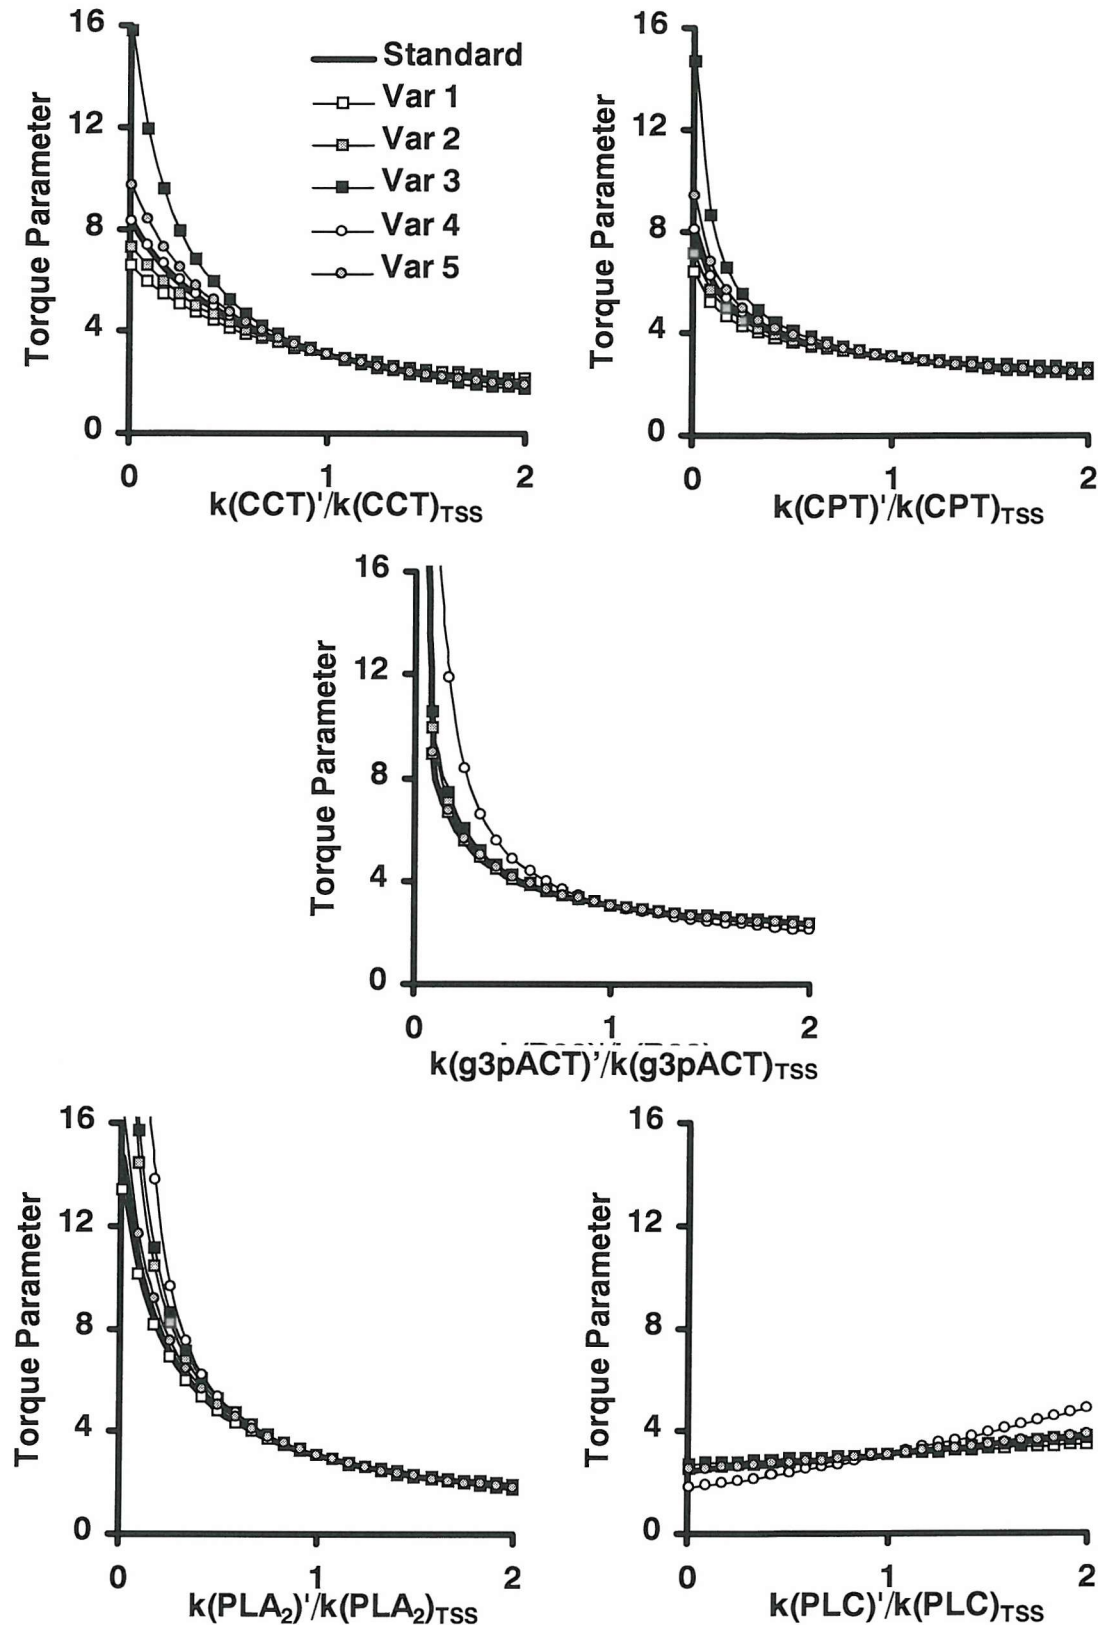 16
12
8
4
0
Torque Parameter
0 1 2
k(CCT)'/k(CCT)TSS
Standard
Var 1
Var 2
Var 3
Var 4
Var 5
16
12
8
4
0
Torque Parameter
0 1 2
k(CPT)'/k(CPT)TSS
16
12
8
4
0
Torque Parameter
0 1 2
k(g3pACT)'/k(g3pACT)TSS
16
12
8
4
0
Torque Parameter
0 1 2
k(PLA2)'/k(PLA2)TSS
16
12
8
4
0
Torque Parameter
0 1 2
k(PLC)'/k(PLC)TSS